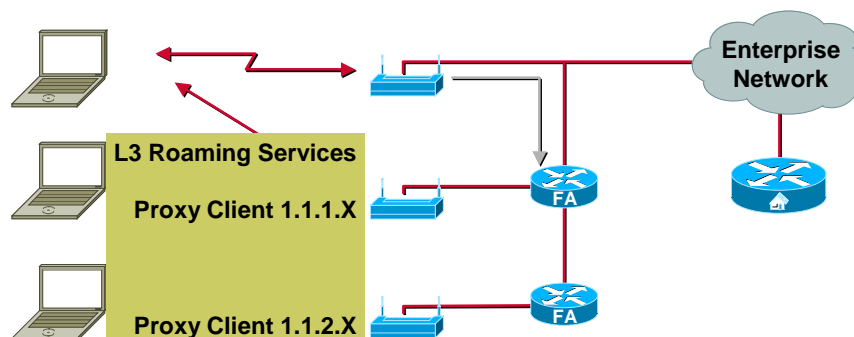 Enterprise
Network
L3 Roaming Services
Proxy Client 1.1.1.X
FA
Proxy Client 1.1.2.X
FA